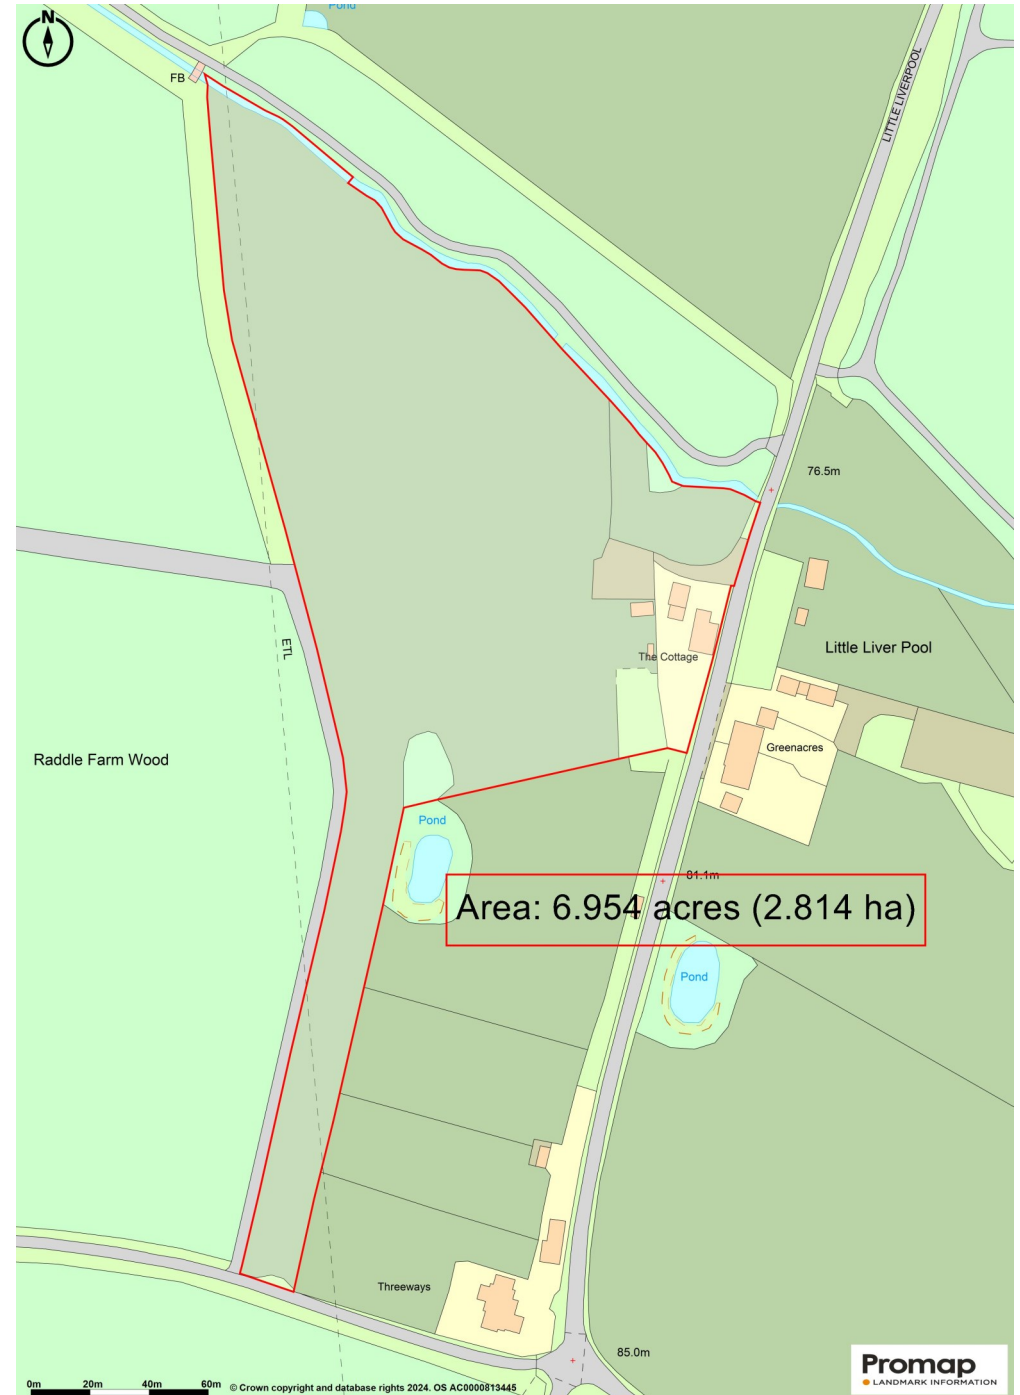 Pond
N
FB
LITTLE LIVERPOOL
76.5m
ETL
The Cottage
Little Liver Pool
Greenacres
Raddle Farm Wood
Pond
81.1m
Area: 6.954 acres (2.814 ha)
Pond
Threeways
85.0m
Promap
LANDMARK INFORMATION
0m 20m 40m 60m © Crown copyright and database rights 2024. OS AC0000813445